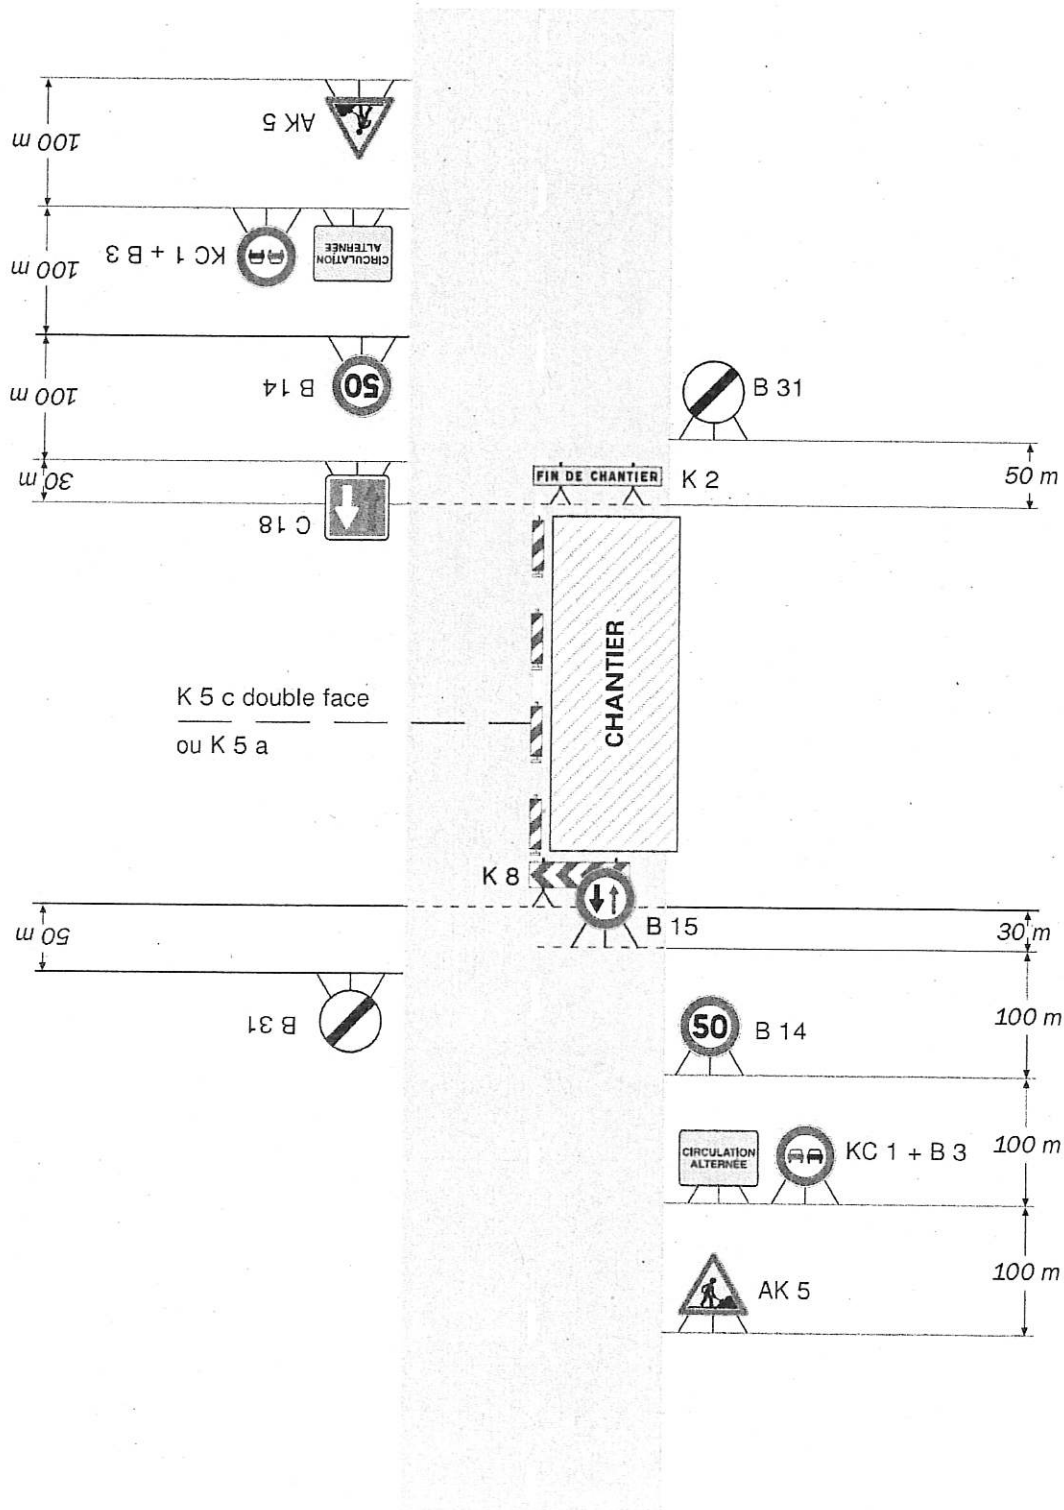 100 m
AK 5
100 m
KC 1 + B 3
CIRCULATION
ALTERNÉE
100 m
B 14
50
B 31
30 m
C 18
FIN DE CHANTIER
K 2
50 m
CHANTIER
K 5 c double face
ou K 5 a
K 8
B 15
30 m
50 m
B 31
50
B 14
100 m
CIRCULATION
ALTERNÉE
KC 1 + B 3
100 m
AK 5
100 m